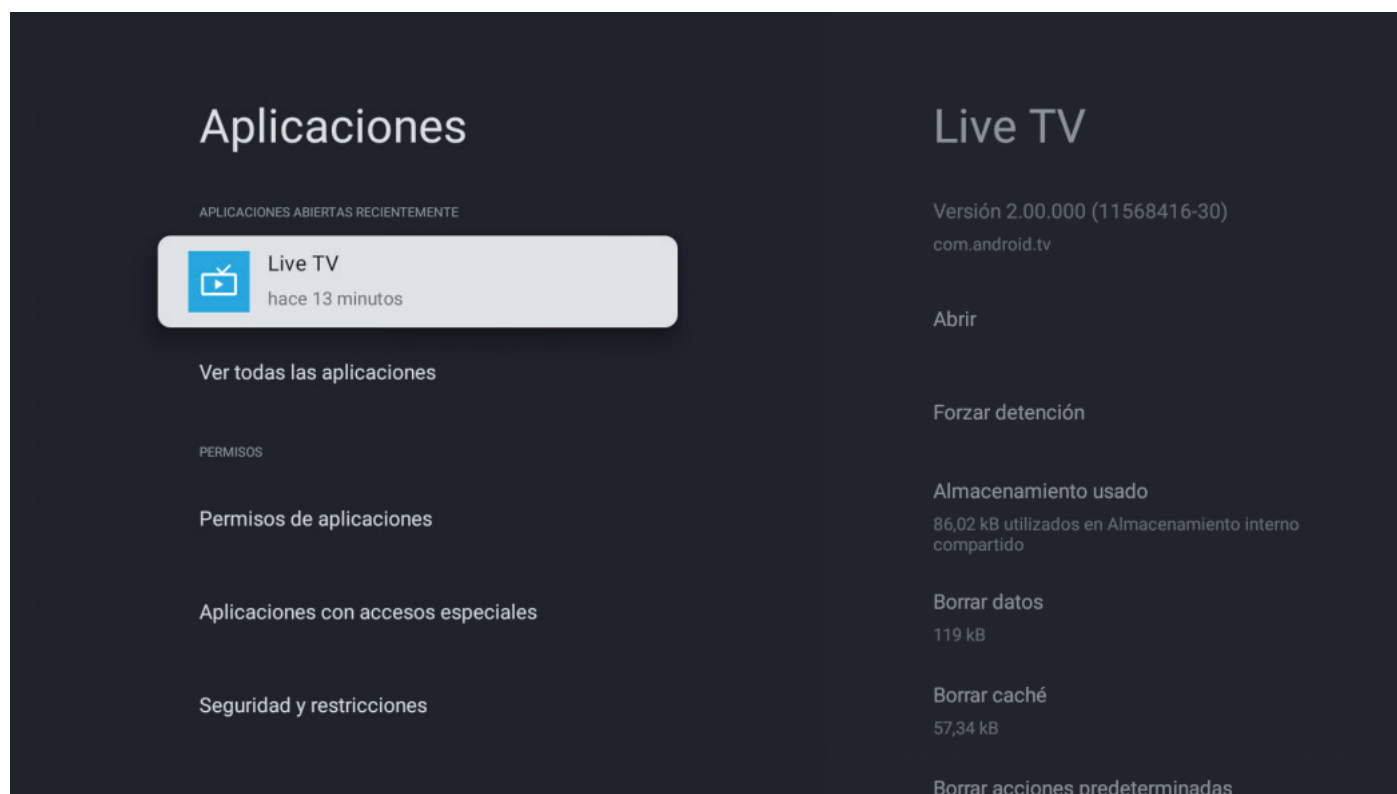 Aplicaciones
APLICACIONES ABIERTAS RECIENTEMENTE
Live TV
hace 13 minutos
Ver todas las aplicaciones
PERMISOS
Permisos de aplicaciones
Aplicaciones con accesos especiales
Seguridad y restricciones
Live TV
Versión 2.00.000 (11568416-30)
com.android.tv
Abrir
Forzar detención
Almacenamiento usado
86,02 kB utilizados en Almacenamiento interno
compartido
Borrar datos
119 kB
Borrar caché
57,34 kB
Borrar acciones predeterminadas